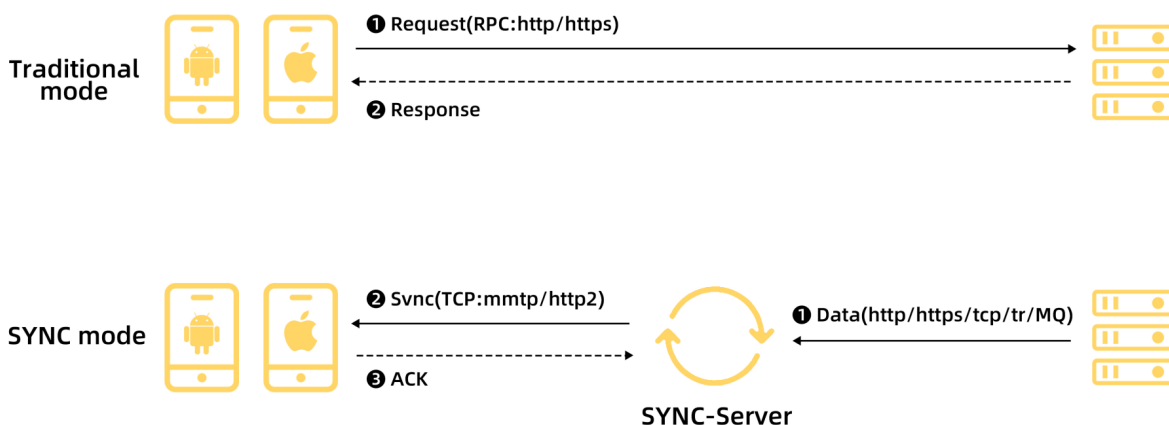 ❶ Request(RPC:http/https)
Traditional
mode
❷ Response
❷ Svnc(TCP:mmtp/http2)
❶ Data(http/https/tcp/tr/MQ)
SYNC mode
❸ ACK
SYNC-Server